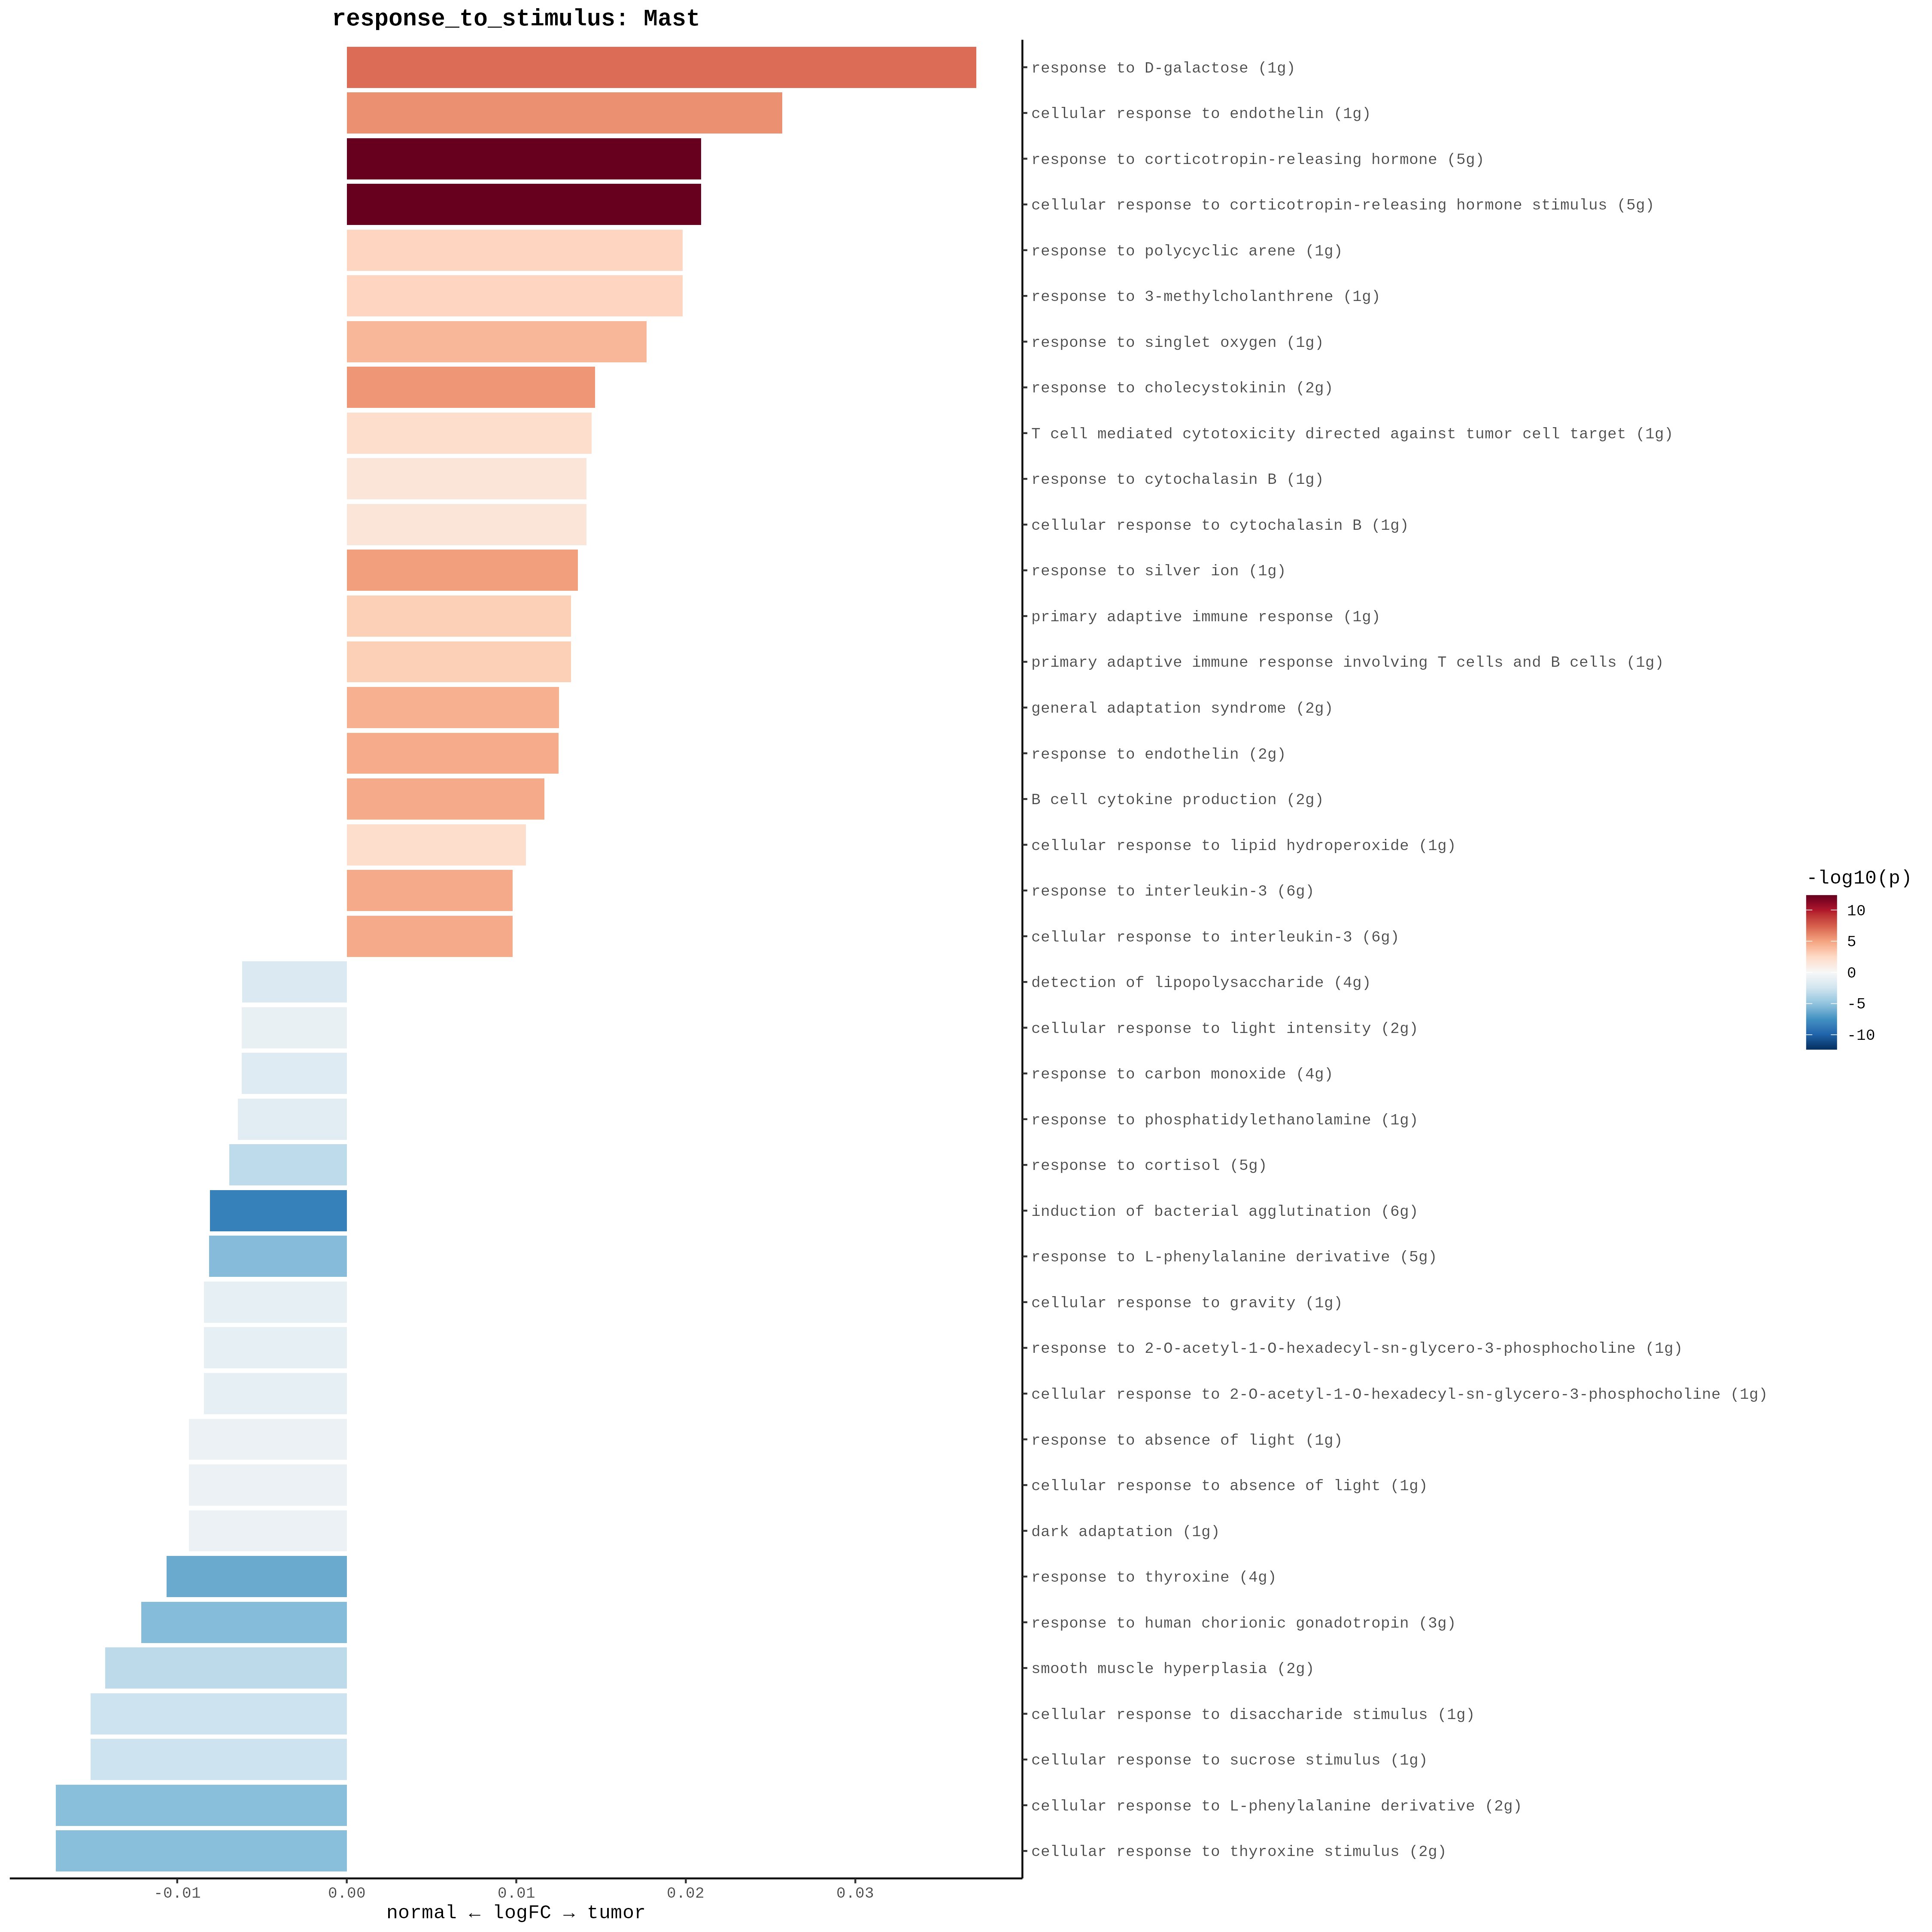 response_to_stimulus: Mast
response to D-galactose (1g)
cellular response to endothelin (1g)
response to corticotropin-releasing hormone (5g)
cellular response to corticotropin-releasing hormone stimulus (5g)
response to polycyclic arene (1g)
response to 3-methylcholanthrene (1g)
response to singlet oxygen (1g)
response to cholecystokinin (2g)
T cell mediated cytotoxicity directed against tumor cell target (1g)
response to cytochalasin B (1g)
cellular response to cytochalasin B (1g)
response to silver ion (1g)
primary adaptive immune response (1g)
primary adaptive immune response involving T cells and B cells (1g)
general adaptation syndrome (2g)
response to endothelin (2g)
B cell cytokine production (2g)
cellular response to lipid hydroperoxide (1g)
response to interleukin-3 (6g)
cellular response to interleukin-3 (6g)
detection of lipopolysaccharide (4g)
cellular response to light intensity (2g)
response to carbon monoxide (4g)
response to phosphatidylethanolamine (1g)
response to cortisol (5g)
induction of bacterial agglutination (6g)
response to L-phenylalanine derivative (5g)
cellular response to gravity (1g)
response to 2-O-acetyl-1-O-hexadecyl-sn-glycero-3-phosphocholine (1g)
cellular response to 2-O-acetyl-1-O-hexadecyl-sn-glycero-3-phosphocholine (1g)
response to absence of light (1g)
cellular response to absence of light (1g)
dark adaptation (1g)
response to thyroxine (4g)
response to human chorionic gonadotropin (3g)
smooth muscle hyperplasia (2g)
cellular response to disaccharide stimulus (1g)
cellular response to sucrose stimulus (1g)
cellular response to L-phenylalanine derivative (2g)
cellular response to thyroxine stimulus (2g)
-0.01 0.00 0.01 0.02 0.03
normal ← logFC → tumor
-log10(p)
10
5
0
-5
-10